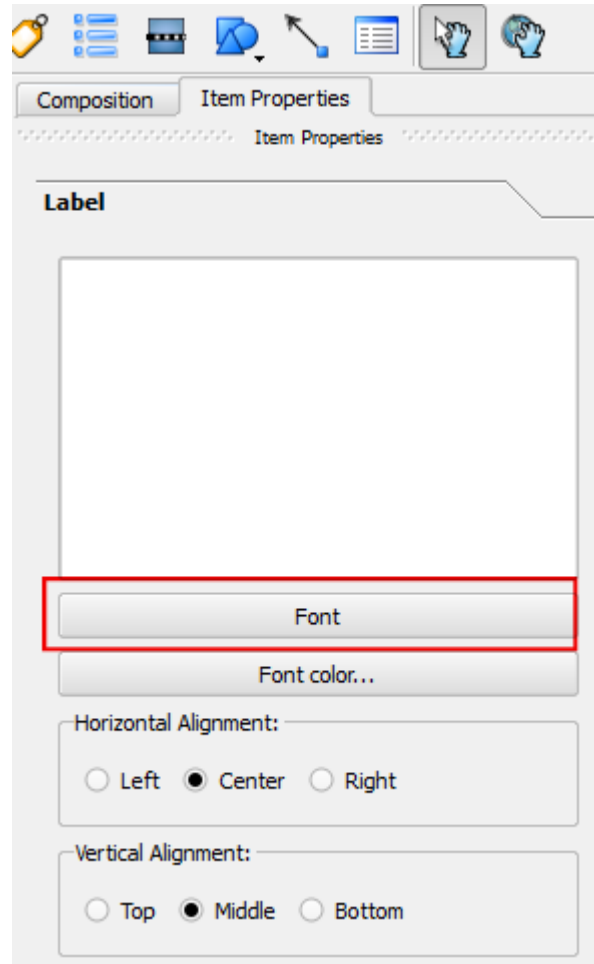 Composition Item Properties
Item Properties
Label
Font
Font color...
Horizontal Alignment:
Left Center Right
Vertical Alignment:
Top Middle Bottom